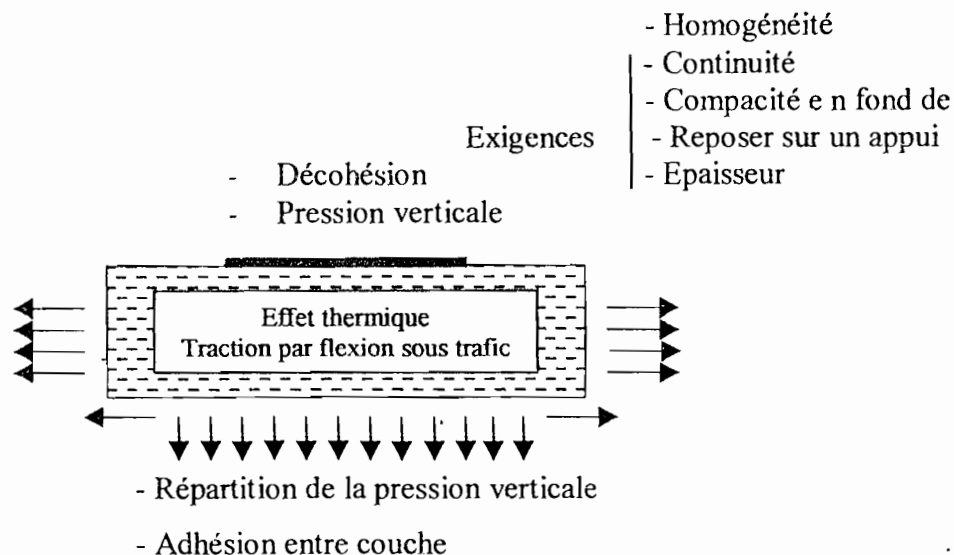 - Homogénéité
- Continuité
- Compacité e n fond de
Exigences
- Reposer sur un appui
- Epaisseur
- Décohésion
- Pression verticale
Effet thermique
Traction par flexion sous trafic
- Répartition de la pression verticale
- Adhésion entre couche